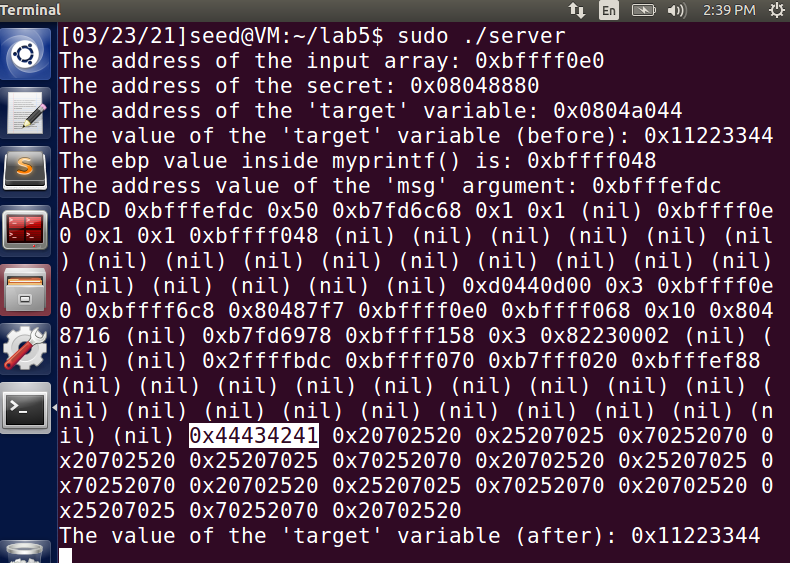 Terminal
En
2:39 PM
[03/23/21]seed@VM:~/lab5$ sudo ./server
The address of the input array: 0xbffff0e0
The address of the secret: 0x08048880
The address of the 'target' variable: 0x0804a044
The value of the 'target' variable (before): 0x11223344
The ebp value inside myprintf() is: 0xbffff048
The address value of the 'msg' argument: 0xbfffefdc
ABCD 0xbfffefdc 0x50 0xb7fd6c68 0x1 0x1 (nil) 0xbffff0e
0 0x1 0x1 0xbffff048 (nil) (nil) (nil) (nil) (nil) (nil
) (nil) (nil) (nil) (nil) (nil) (nil) (nil) (nil) (nil)
 (nil) (nil) (nil) (nil) (nil) 0xd0440d00 0x3 0xbffff0e
0 0xbffff6c8 0x80487f7 0xbffff0e0 0xbffff068 0x10 0x804
8716 (nil) 0xb7fd6978 0xbffff158 0x3 0x82230002 (nil) (
nil) (nil) 0x2ffffbdc 0xbffff070 0xb7fff020 0xbfffef88
(nil) (nil) (nil) (nil) (nil) (nil) (nil) (nil) (nil) (
nil) (nil) (nil) (nil) (nil) (nil) (nil) (nil) (nil) (n
il) (nil) 0x44434241 0x20702520 0x25207025 0x70252070 0
x20702520 0x25207025 0x70252070 0x20702520 0x25207025 0
x70252070 0x20702520 0x25207025 0x70252070 0x20702520 0
x25207025 0x70252070 0x20702520
The value of the 'target' variable (after): 0x11223344